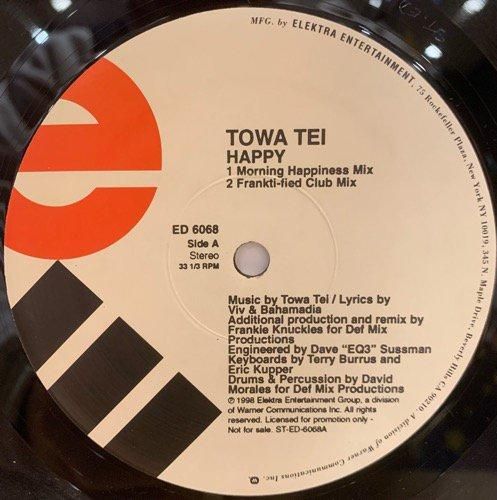 MFG. by ELEKTRA ENTERTAINMENT, 75 Rockefeller Plaza, New York NY 10019, 345 N. Maple Drive, Beverly Hills CA 90210. A division of Warner Communications Inc.
e
TOWA TEI
HAPPY
1 Morning Happiness Mix
2 Frankti-fied Club Mix
ED 6068
Side A
Stereo
33 1/3 RPM
Music by Towa Tei / Lyrics by
Viv & Bahamadia
Additional production and remix by
Frankie Knuckles for Def Mix
Productions
Engineered by Dave "EQ3" Sussman
Keyboards by Terry Burrus and
Eric Kupper
Drums & Percussion by David
Morales for Def Mix Productions
℗ 1998 Elektra Entertainment Group, a division
of Warner Communications Inc. All rights
reserved. Licensed for promotion only -
Not for sale. ST-ED-6068A